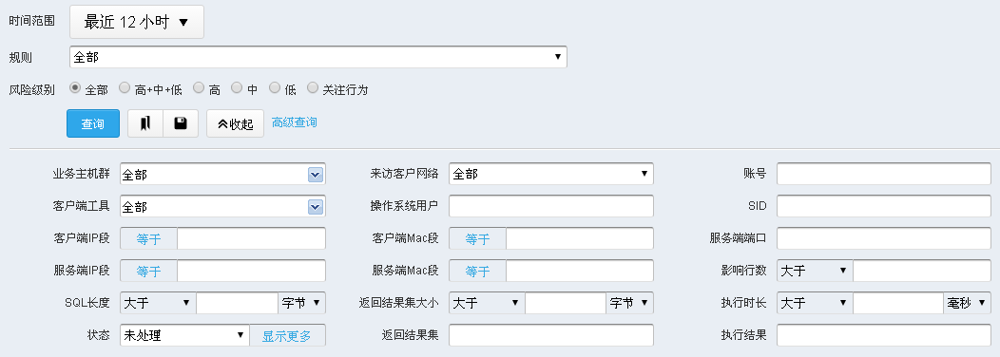 时间范围 最近 12 小时
规则 全部
风险级别 全部 高+中+低 高 中 低 关注行为
查询 收起 高级查询
业务主机群 全部 来访客户网络 全部 账号
客户端工具 全部 操作系统用户 SID
客户端IP段 等于 客户端Mac段 等于 服务端端口
服务端IP段 等于 服务端Mac段 等于 影响行数 大于
SQL长度 大于 字节 返回结果集大小 大于 字节 执行时长 大于 毫秒
状态 未处理 显示更多 返回结果集 执行结果